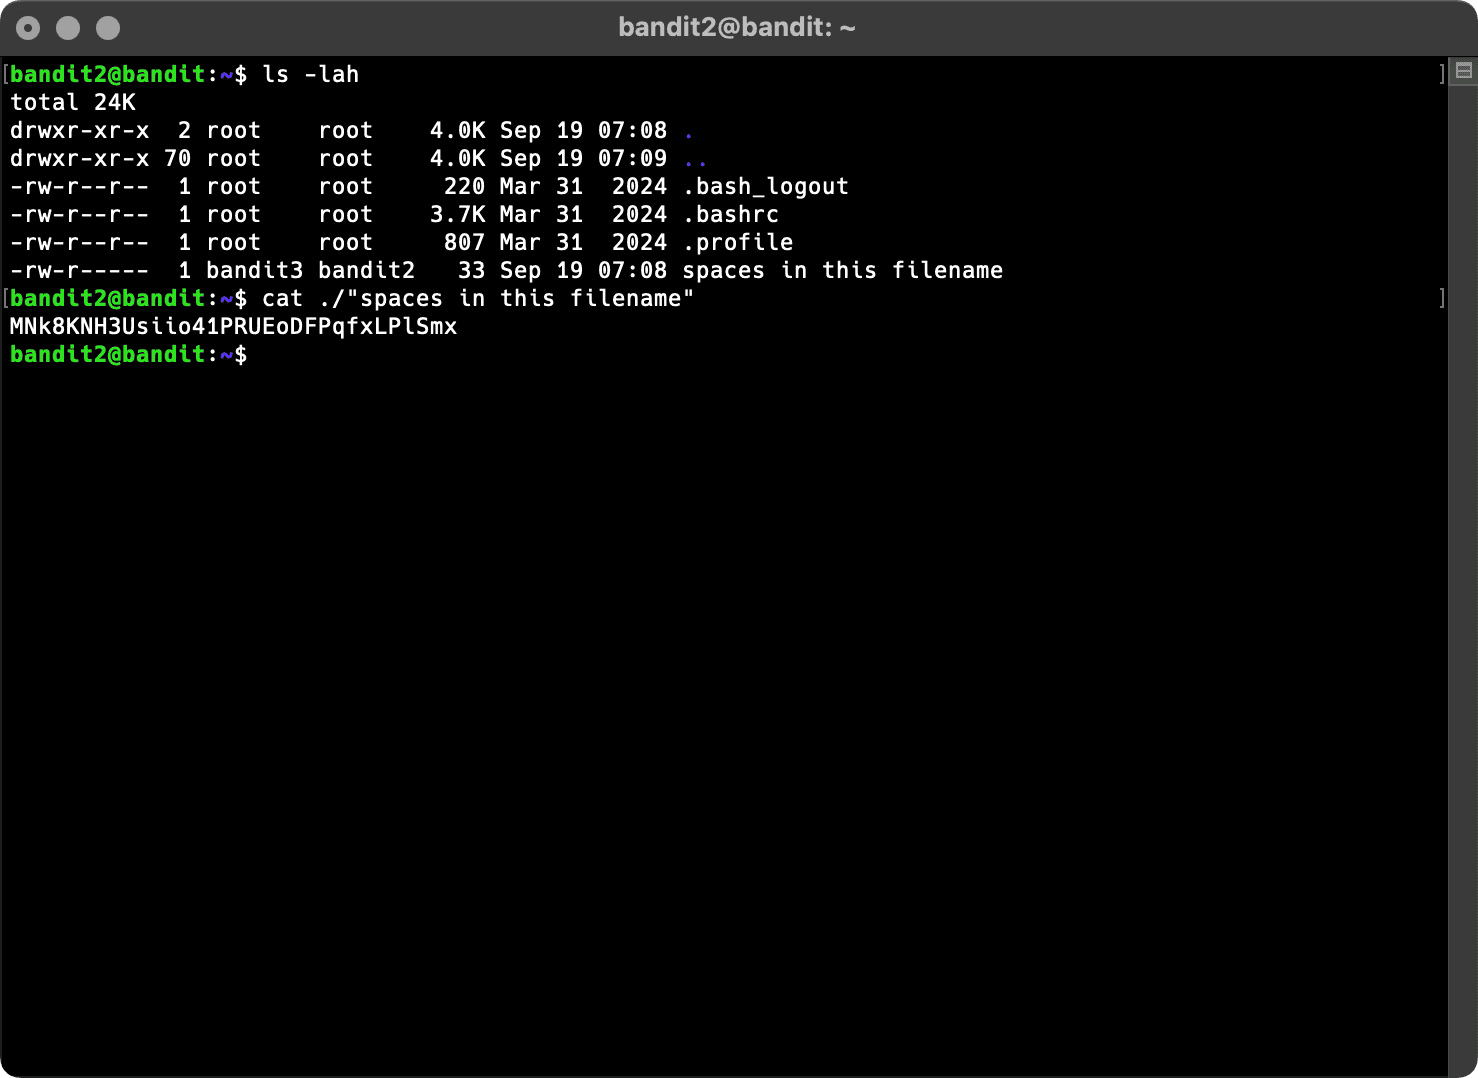 bandit2@bandit: ~
[bandit2@bandit:~$ ls -lah ]
total 24K
drwxr-xr-x  2 root    root    4.0K Sep 19 07:08 .
drwxr-xr-x 70 root    root    4.0K Sep 19 07:09 ..
-rw-r--r--  1 root    root     220 Mar 31  2024 .bash_logout
-rw-r--r--  1 root    root    3.7K Mar 31  2024 .bashrc
-rw-r--r--  1 root    root     807 Mar 31  2024 .profile
-rw-r-----  1 bandit3 bandit2   33 Sep 19 07:08 spaces in this filename
[bandit2@bandit:~$ cat ./"spaces in this filename" ]
MNk8KNH3Usiio41PRUEoDFPqfxLPlSmx
bandit2@bandit:~$